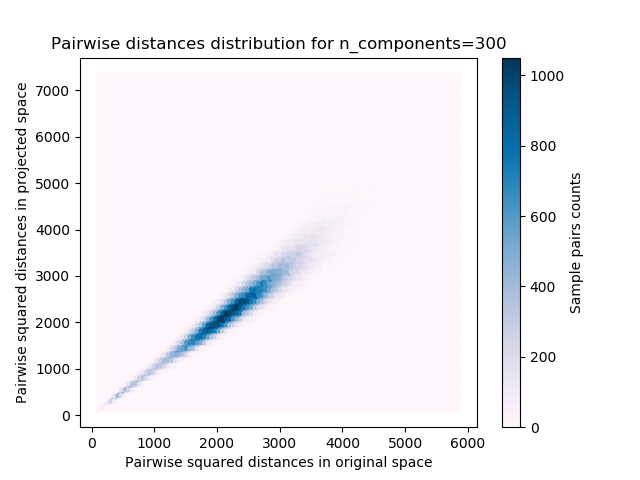 Pairwise distances distribution for n_components=300
Pairwise squared distances in projected space
7000
6000
5000
4000
3000
2000
1000
0
0 1000 2000 3000 4000 5000 6000
Pairwise squared distances in original space
1000
800
600
400
200
0
Sample pairs counts